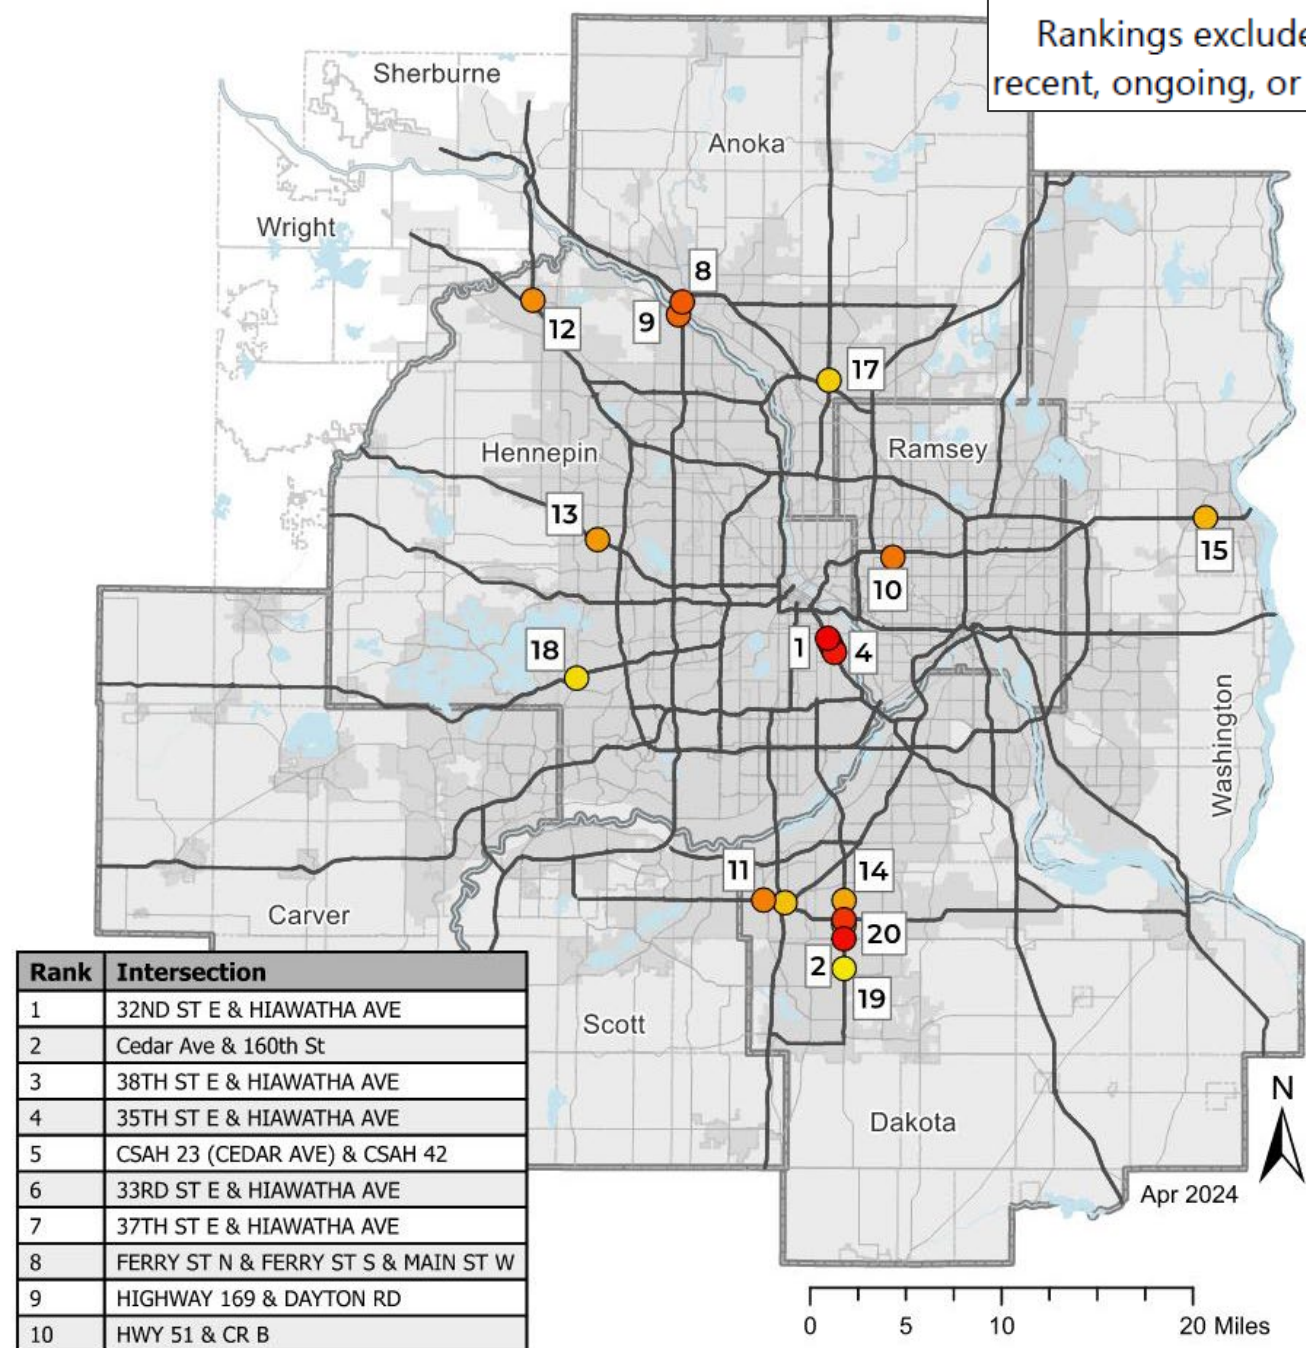 Rankings exclude
recent, ongoing, or
Sherburne
Anoka
Wright
8
12
9
17
Hennepin
Ramsey
13
15
10
18
1
4
Washington
11
14
Carver
20
2
19
Scott
Dakota
N
Apr 2024
0 5 10 20 Miles
Rank Intersection
1 32ND ST E & HIAWATHA AVE
2 Cedar Ave & 160th St
3 38TH ST E & HIAWATHA AVE
4 35TH ST E & HIAWATHA AVE
5 CSAH 23 (CEDAR AVE) & CSAH 42
6 33RD ST E & HIAWATHA AVE
7 37TH ST E & HIAWATHA AVE
8 FERRY ST N & FERRY ST S & MAIN ST W
9 HIGHWAY 169 & DAYTON RD
10 HWY 51 & CR B